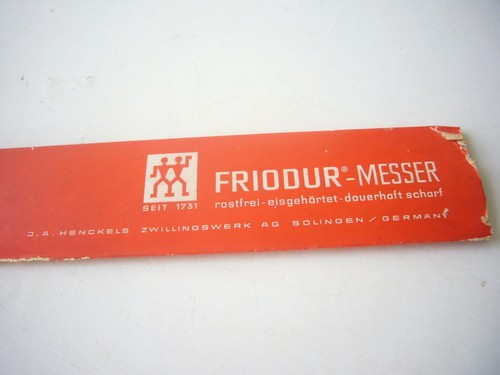 FRIODUR®-MESSER
rostfrei-eisgehärtet-dauerhaft scharf
SEIT 1731
J.A. HENCKELS ZWILLINGSWERK AG SOLINGEN/GERMANY